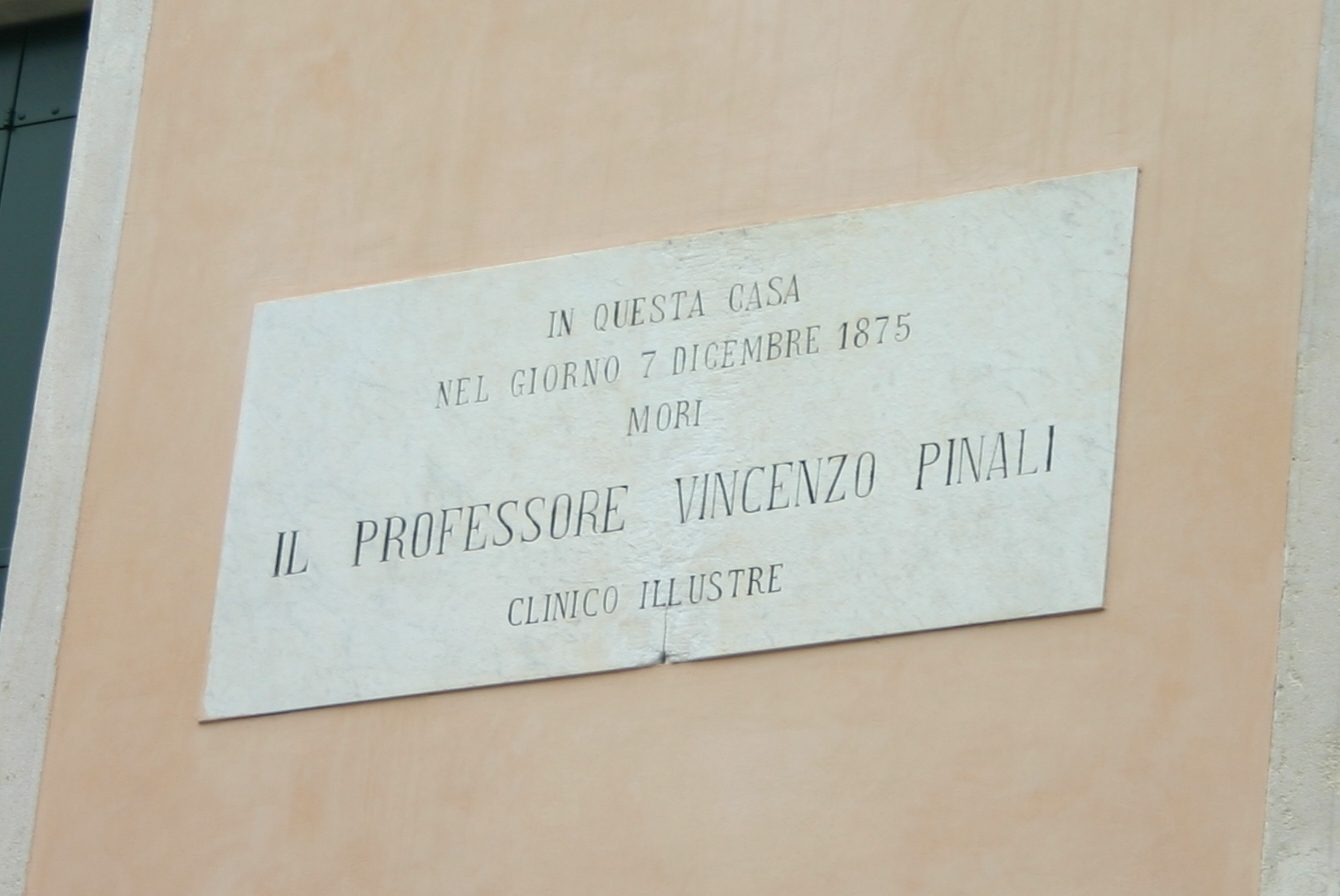 IN QUESTA CASA
NEL GIORNO 7 DICEMBRE 1875
MORI
IL PROFESSORE VINCENZO PINALI
CLINICO ILLUSTRE